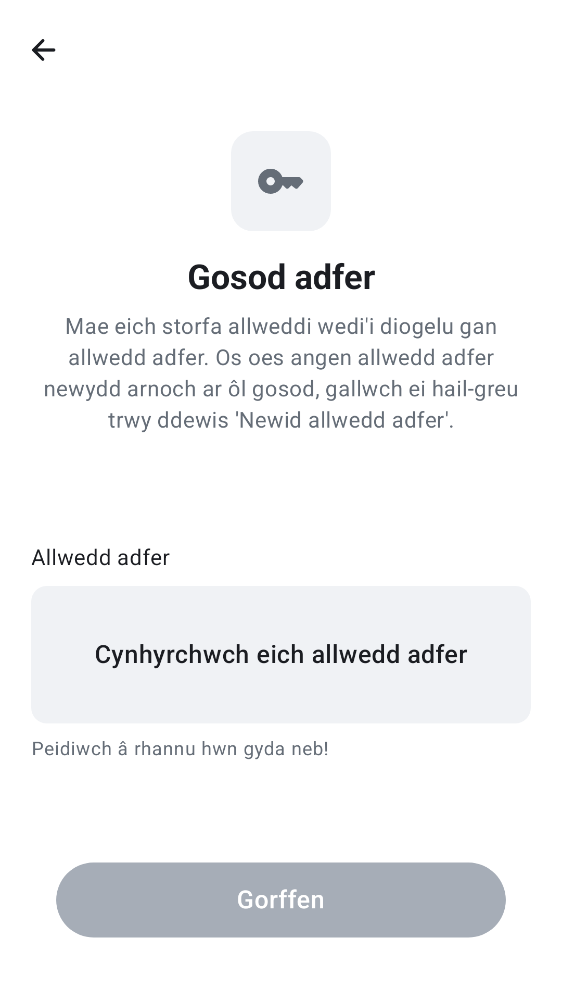 Gosod adfer
Mae eich storfa allweddi wedi'i diogelu gan
allwedd adfer. Os oes angen allwedd adfer
newydd arnoch ar ôl gosod, gallwch ei hail-greu
trwy ddewis 'Newid allwedd adfer'.
Allwedd adfer
Cynhyrchwch eich allwedd adfer
Peidiwch â rhannu hwn gyda neb!
Gorffen